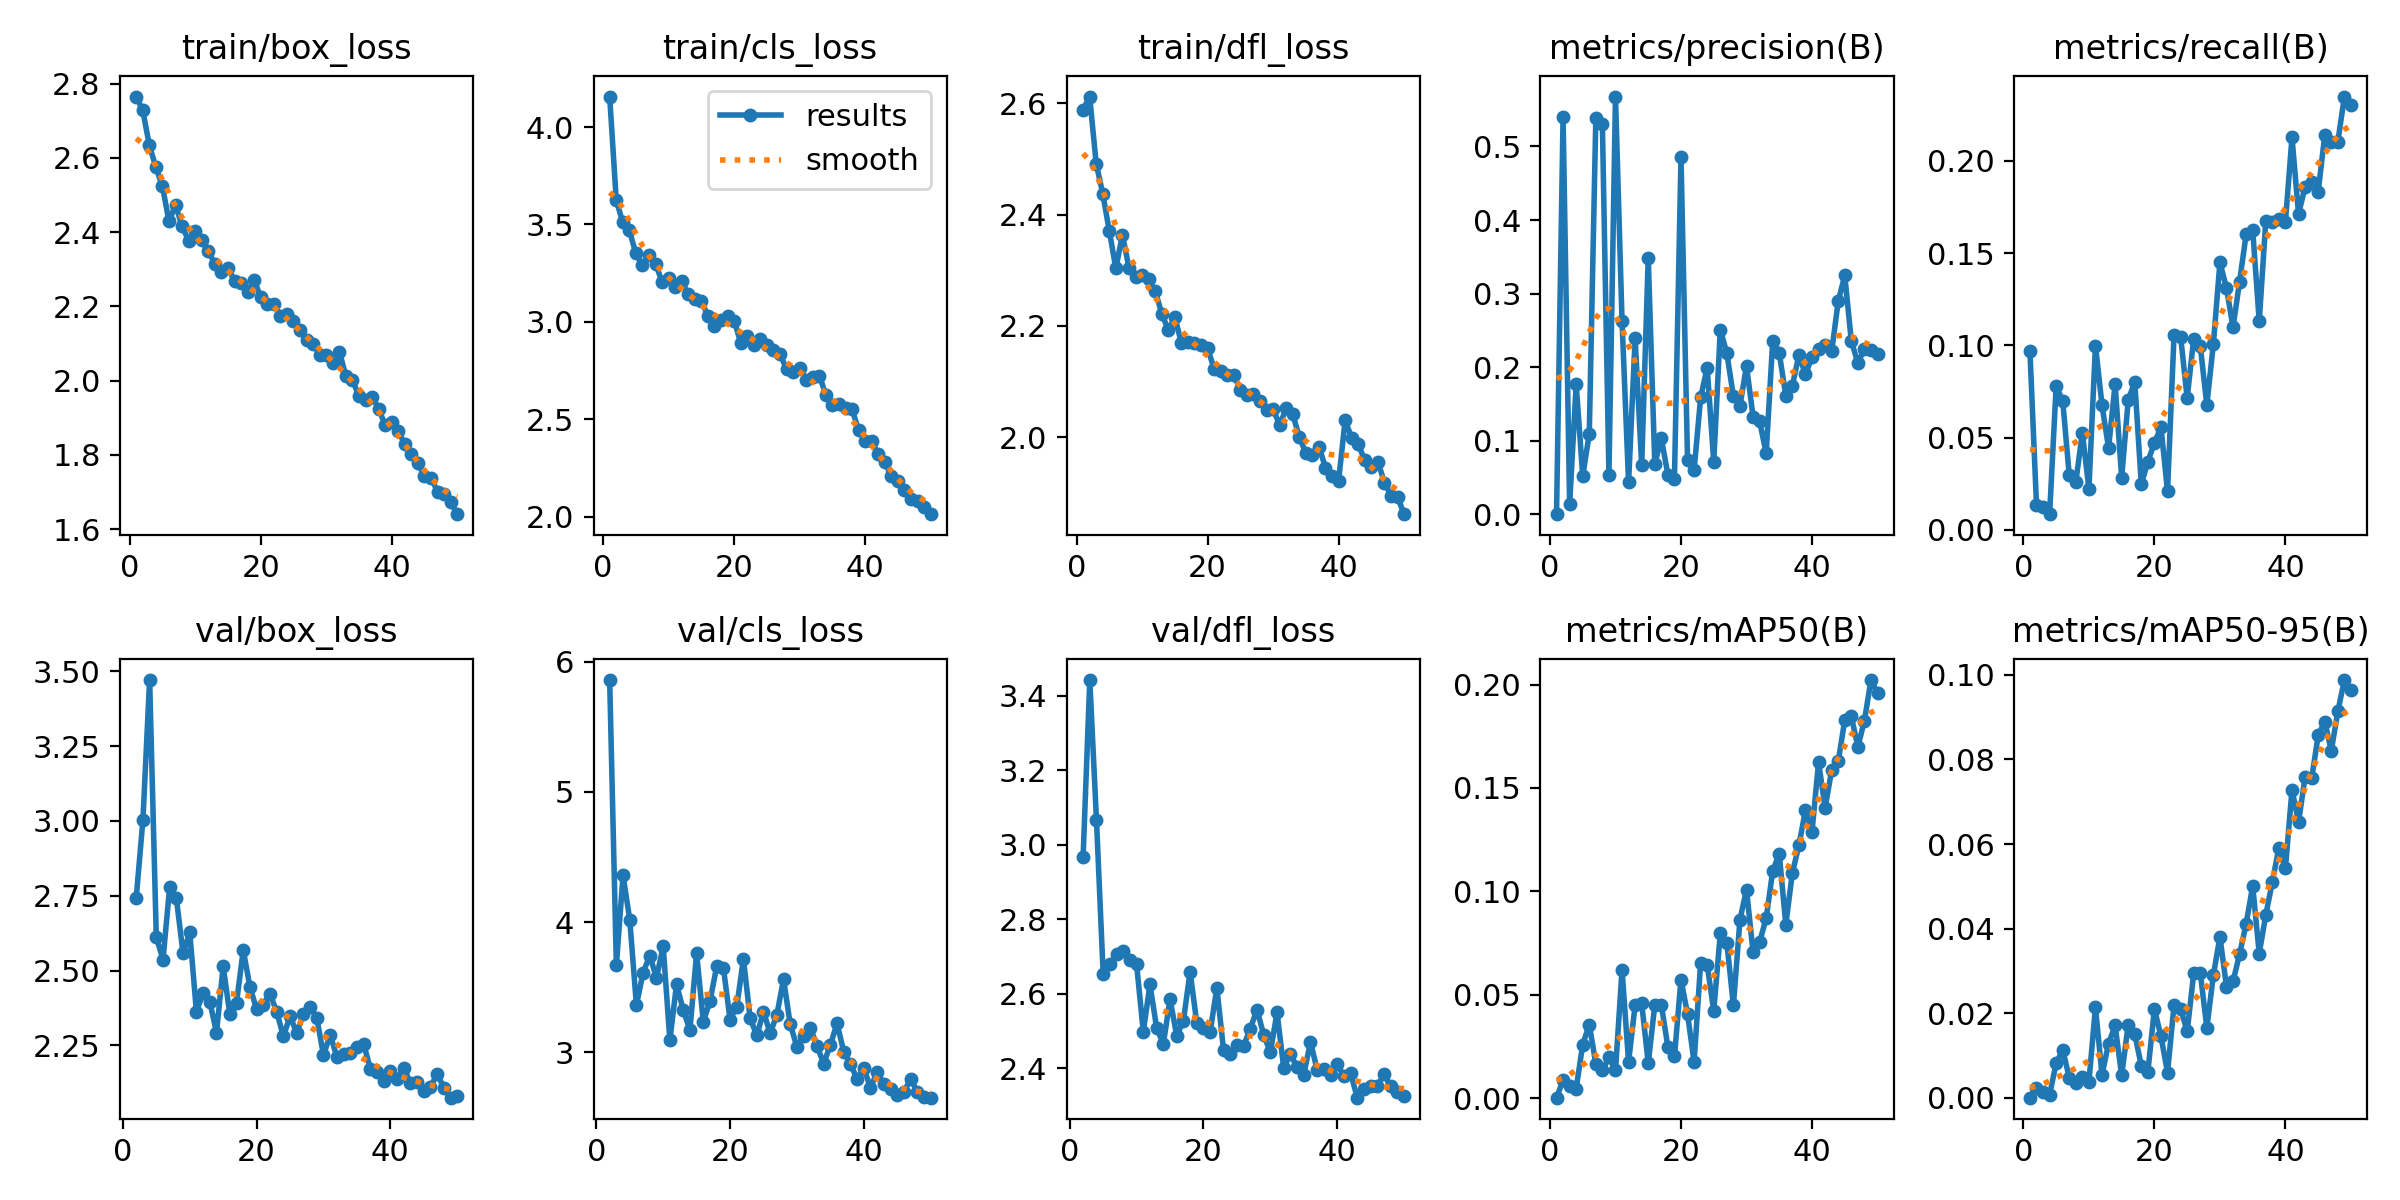 train/box_loss
train/cls_loss
train/dfl_loss
metrics/precision(B)
metrics/recall(B)
2.8
2.6
2.4
2.2
2.0
1.8
1.6
0 20 40
4.0
3.5
3.0
2.5
2.0
0 20 40
results
smooth
2.6
2.4
2.2
2.0
0 20 40
0.5
0.4
0.3
0.2
0.1
0.0
0 20 40
0.20
0.15
0.10
0.05
0.00
0 20 40
val/box_loss
val/cls_loss
val/dfl_loss
metrics/mAP50(B)
metrics/mAP50-95(B)
3.50
3.25
3.00
2.75
2.50
2.25
0 20 40
6
5
4
3
0 20 40
3.4
3.2
3.0
2.8
2.6
2.4
0 20 40
0.20
0.15
0.10
0.05
0.00
0 20 40
0.10
0.08
0.06
0.04
0.02
0.00
0 20 40